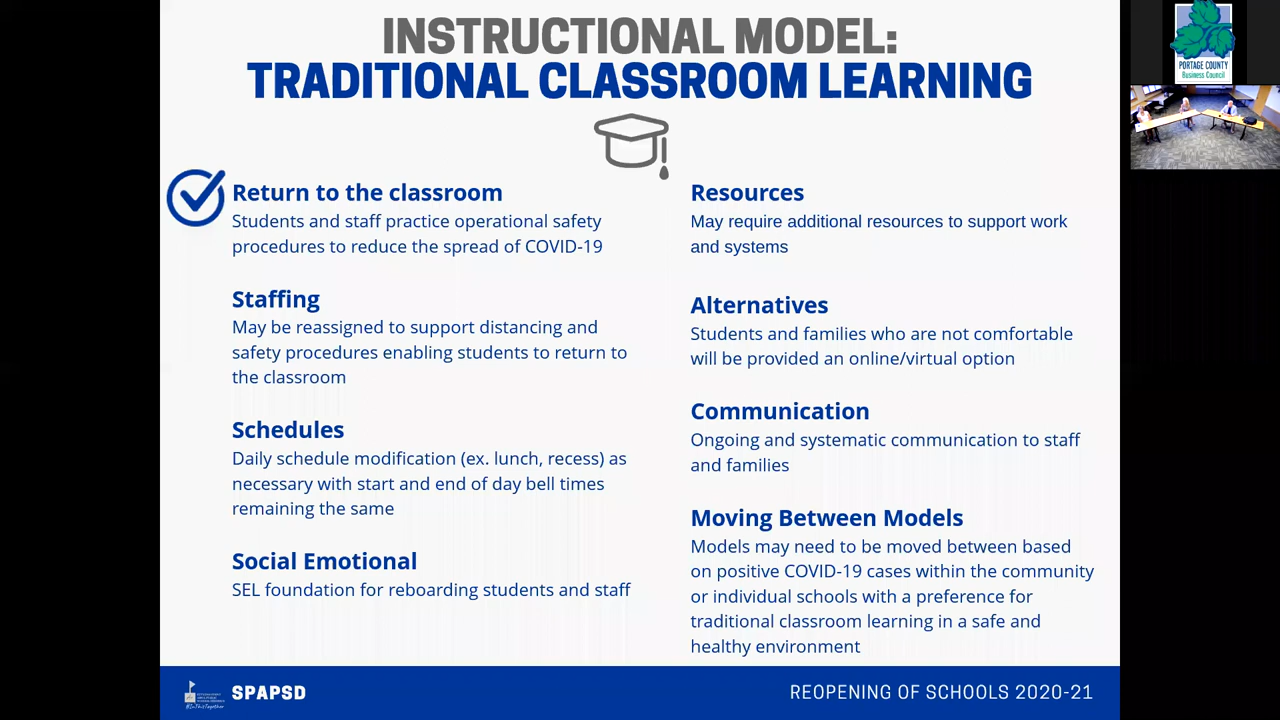 INSTRUCTIONAL MODEL:
TRADITIONAL CLASSROOM LEARNING
Return to the classroom
Students and staff practice operational safety
procedures to reduce the spread of COVID-19
Staffing
May be reassigned to support distancing and
safety procedures enabling students to return to
the classroom
Schedules
Daily schedule modification (ex. lunch, recess) as
necessary with start and end of day bell times
remaining the same
Social Emotional
SEL foundation for reboarding students and staff
Resources
May require additional resources to support work
and systems
Alternatives
Students and families who are not comfortable
will be provided an online/virtual option
Communication
Ongoing and systematic communication to staff
and families
Moving Between Models
Models may need to be moved between based
on positive COVID-19 cases within the community
or individual schools with a preference for
traditional classroom learning in a safe and
healthy environment
#InThisTogether
SPAPSD
REOPENING OF SCHOOLS 2020-21
PORTAGE COUNTY
Business Council